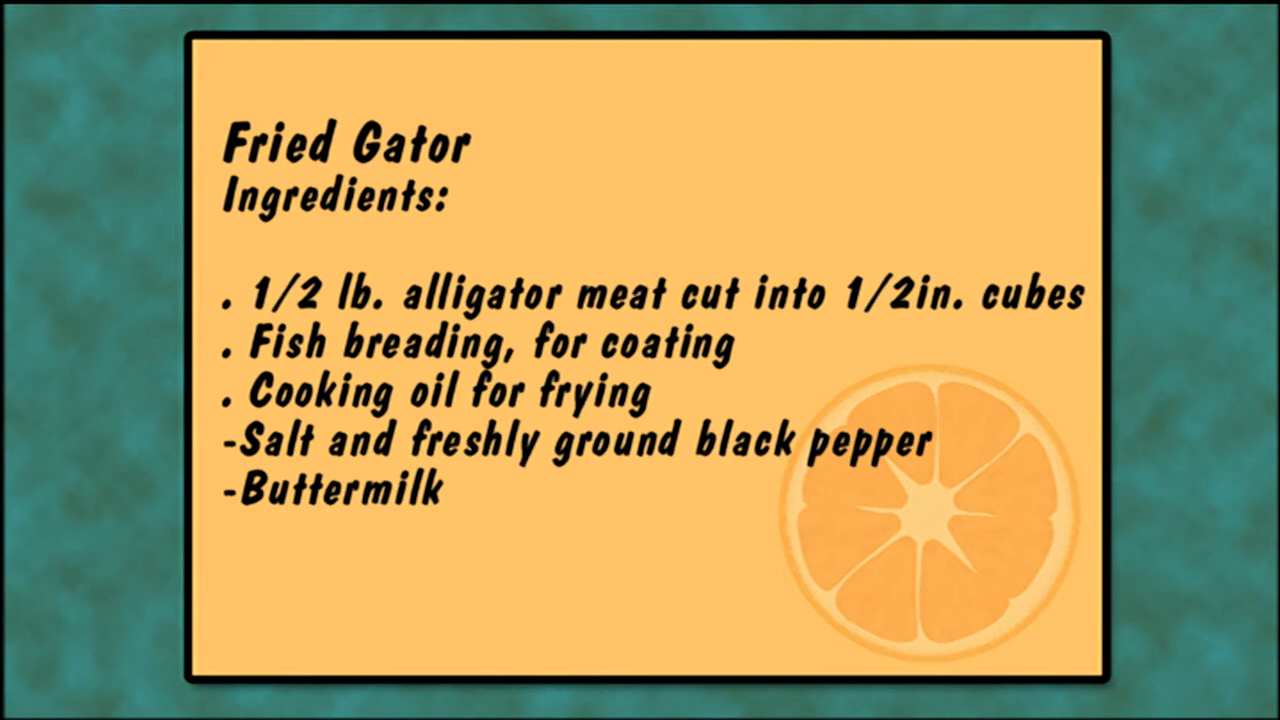 Fried Gator
Ingredients:
. 1/2 lb. alligator meat cut into 1/2in. cubes
. Fish breading, for coating
. Cooking oil for frying
-Salt and freshly ground black pepper
-Buttermilk